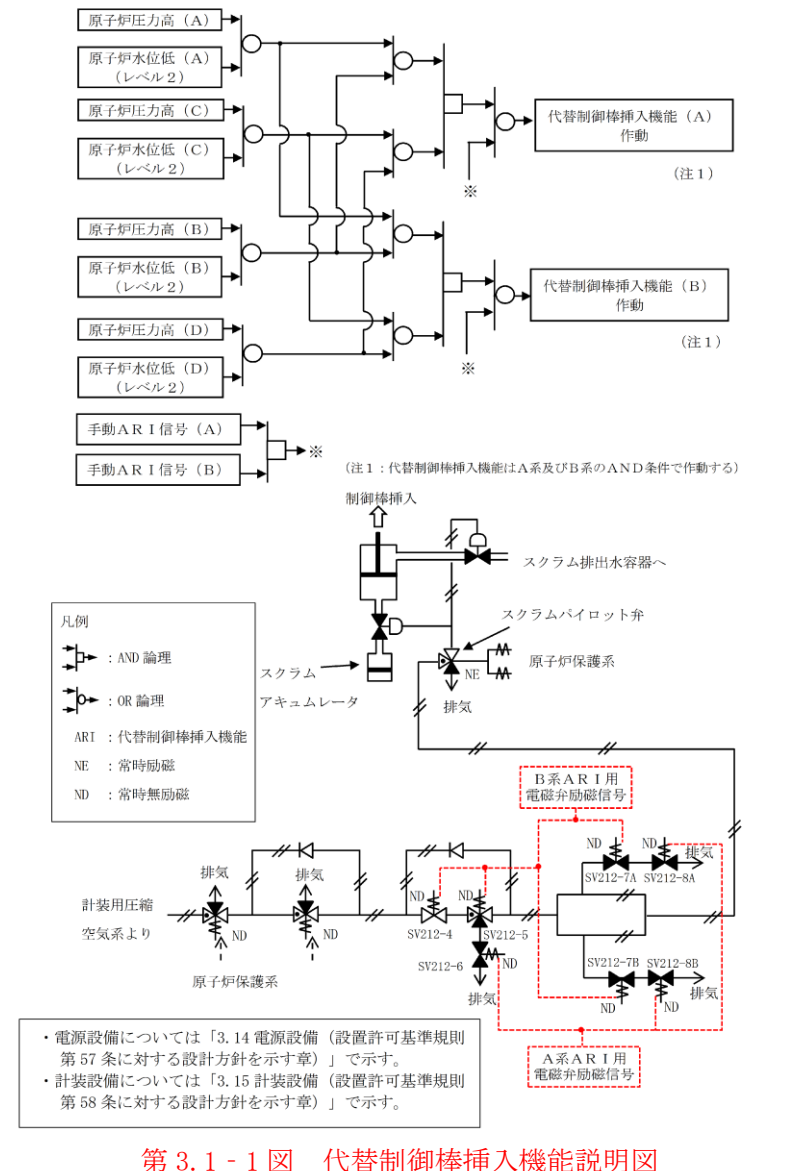 原子炉圧力高（A）
原子炉水位低（A）
（レベル２）
原子炉圧力高（C）
原子炉水位低（C）
（レベル２）
代替制御棒挿入機能（A）
作動
（注１）
※
原子炉圧力高（B）
原子炉水位低（B）
（レベル２）
代替制御棒挿入機能（B）
作動
（注１）
※
原子炉圧力高（D）
原子炉水位低（D）
（レベル２）
手動ＡＲＩ信号（A）
手動ＡＲＩ信号（B）
※
（注１：代替制御棒挿入機能はＡ系及びＢ系のＡＮＤ条件で作動する）
制御棒挿入
スクラム排出水容器へ
スクラムパイロット弁
原子炉保護系
NE
排気
スクラム
アキュムレータ
凡例
：AND 論理
：OR 論理
ARI ：代替制御棒挿入機能
NE ：常時励磁
ND ：常時無励磁
Ｂ系ＡＲＩ用
電磁弁励磁信号
ND
ND
排気
SV212-7A
SV212-8A
計装用圧縮
空気系より
排気
ND
排気
ND
原子炉保護系
ND
ND
SV212-4
SV212-5
SV212-6
ND
排気
SV212-7B
SV212-8B
ND
ND
排気
Ａ系ＡＲＩ用
電磁弁励磁信号
・電源設備については「3.14 電源設備（設置許可基準規則
第 57 条に対する設計方針を示す章）」で示す。
・計装設備については「3.15 計装設備（設置許可基準規則
第 58 条に対する設計方針を示す章）」で示す。
第 3.1‐1 図　代替制御棒挿入機能説明図